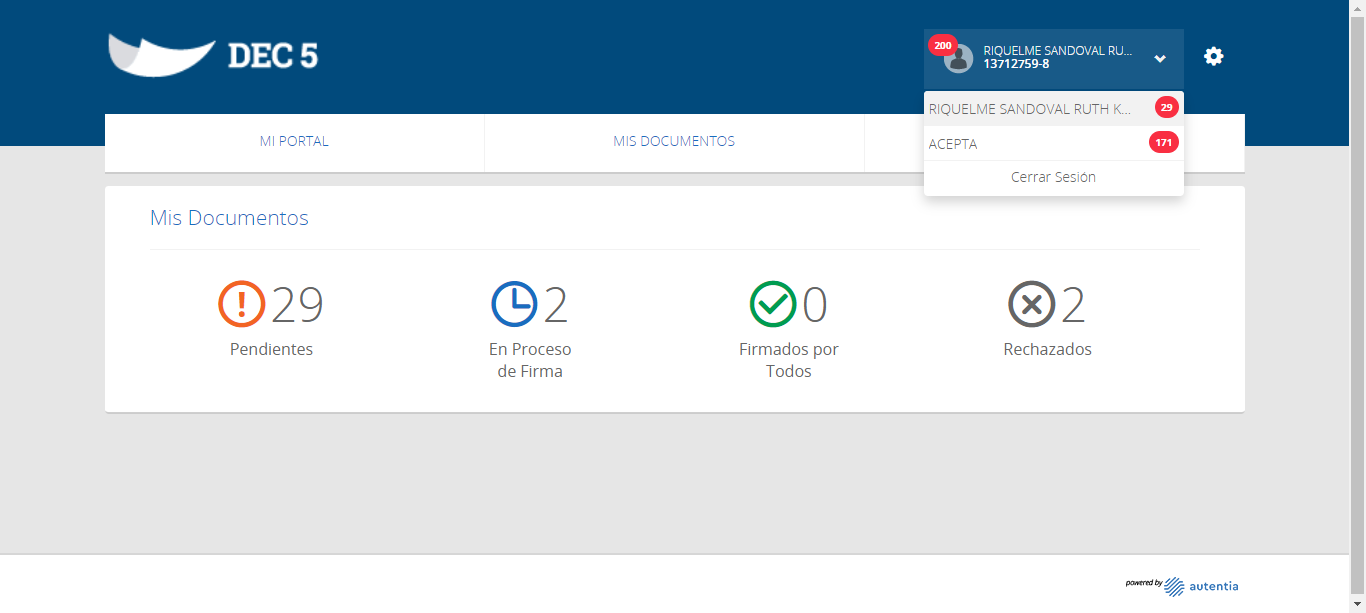 DEC 5
200
RIQUELME SANDOVAL RU...
13712759-8
RIQUELME SANDOVAL RUTH K...
29
ACEPTA
171
Cerrar Sesión
MI PORTAL
MIS DOCUMENTOS
Mis Documentos
29
Pendientes
2
En Proceso
de Firma
0
Firmados por
Todos
2
Rechazados
powered by
autentia